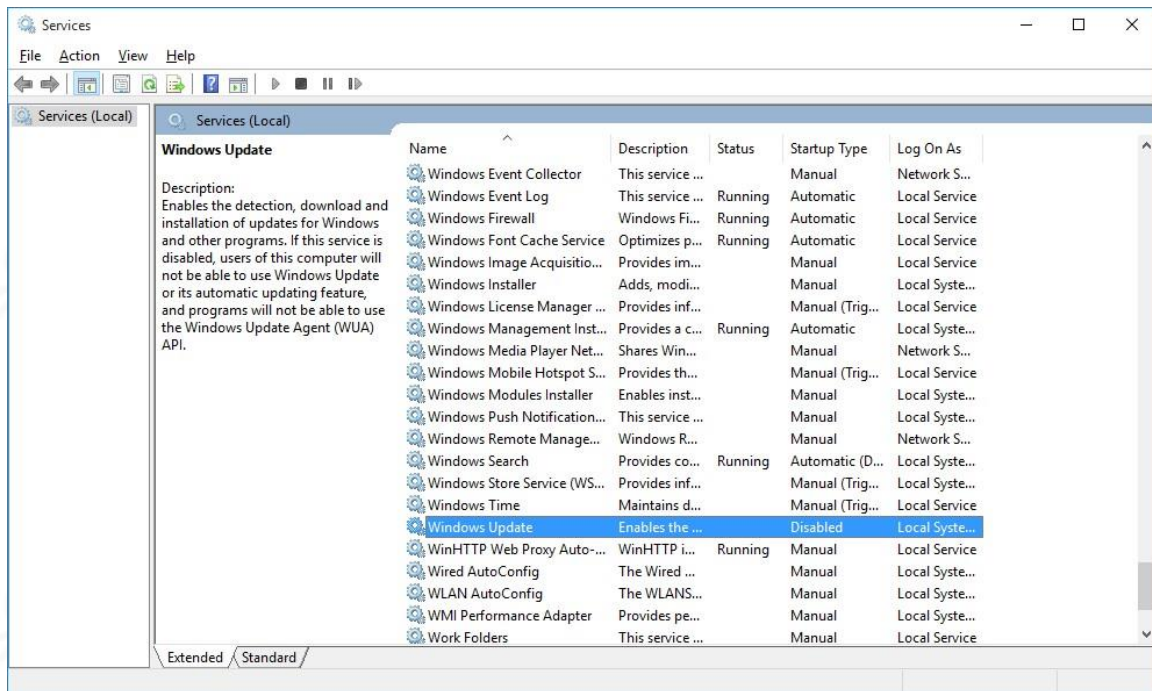 Services
File Action View Help
Services (Local)
Services (Local)
Windows Update
Description:
Enables the detection, download and
installation of updates for Windows
and other programs. If this service is
disabled, users of this computer will
not be able to use Windows Update
or its automatic updating feature,
and programs will not be able to use
the Windows Update Agent (WUA)
API.
Name Description Status Startup Type Log On As
Windows Event Collector This service ... Manual Network S...
Windows Event Log This service ... Running Automatic Local Service
Windows Firewall Windows Fi... Running Automatic Local Service
Windows Font Cache Service Optimizes p... Running Automatic Local Service
Windows Image Acquisitio... Provides im... Manual Local Service
Windows Installer Adds, modi... Manual Local Syste...
Windows License Manager ... Provides inf... Manual (Trig... Local Service
Windows Management Inst... Provides a c... Running Automatic Local Syste...
Windows Media Player Net... Shares Win... Manual Network S...
Windows Mobile Hotspot S... Provides th... Manual (Trig... Local Service
Windows Modules Installer Enables inst... Manual Local Syste...
Windows Push Notification... This service ... Manual Local Syste...
Windows Remote Manage... Windows R... Manual Network S...
Windows Search Provides co... Running Automatic (D... Local Syste...
Windows Store Service (WS... Provides inf... Manual (Trig... Local Syste...
Windows Time Maintains d... Manual (Trig... Local Service
Windows Update Enables the ... Disabled Local Syste...
WinHTTP Web Proxy Auto-... WinHTTP i... Running Manual Local Service
Wired AutoConfig The Wired ... Manual Local Syste...
WLAN AutoConfig The WLANS... Manual Local Syste...
WMI Performance Adapter Provides pe... Manual Local Syste...
Work Folders This service ... Manual Local Service
Extended Standard